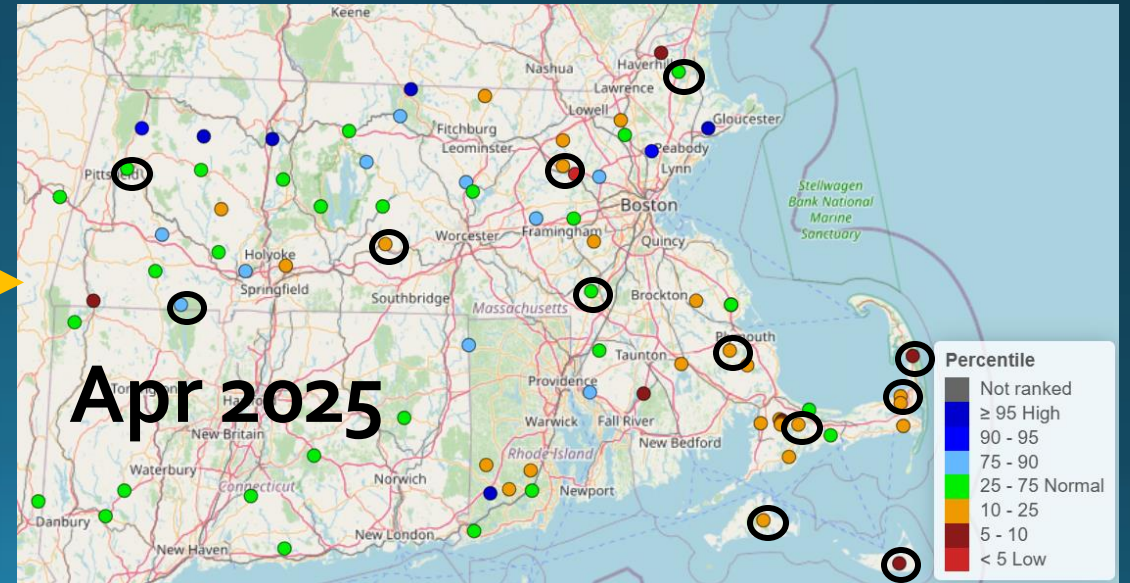 Keene
Nashua
Haverhill
Lawrence
Lowell
Gloucester
Fitchburg
Leominster
Peabody
Lynn
Stellwagen
Bank National
Marine
Sanctuary
Boston
Worcester
Framingham
Quincy
Holyoke
Springfield
Southbridge
Massachusetts
Brockton
Plymouth
Taunton
Providence
Apr 2025
Warwick
Fall River
New Britain
New Bedford
Rhode Island
Waterbury
Connecticut
Norwich
Newport
Danbury
New London
New Haven
Percentile
Not ranked
≥ 95 High
90 - 95
75 - 90
25 - 75 Normal
10 - 25
5 - 10
< 5 Low